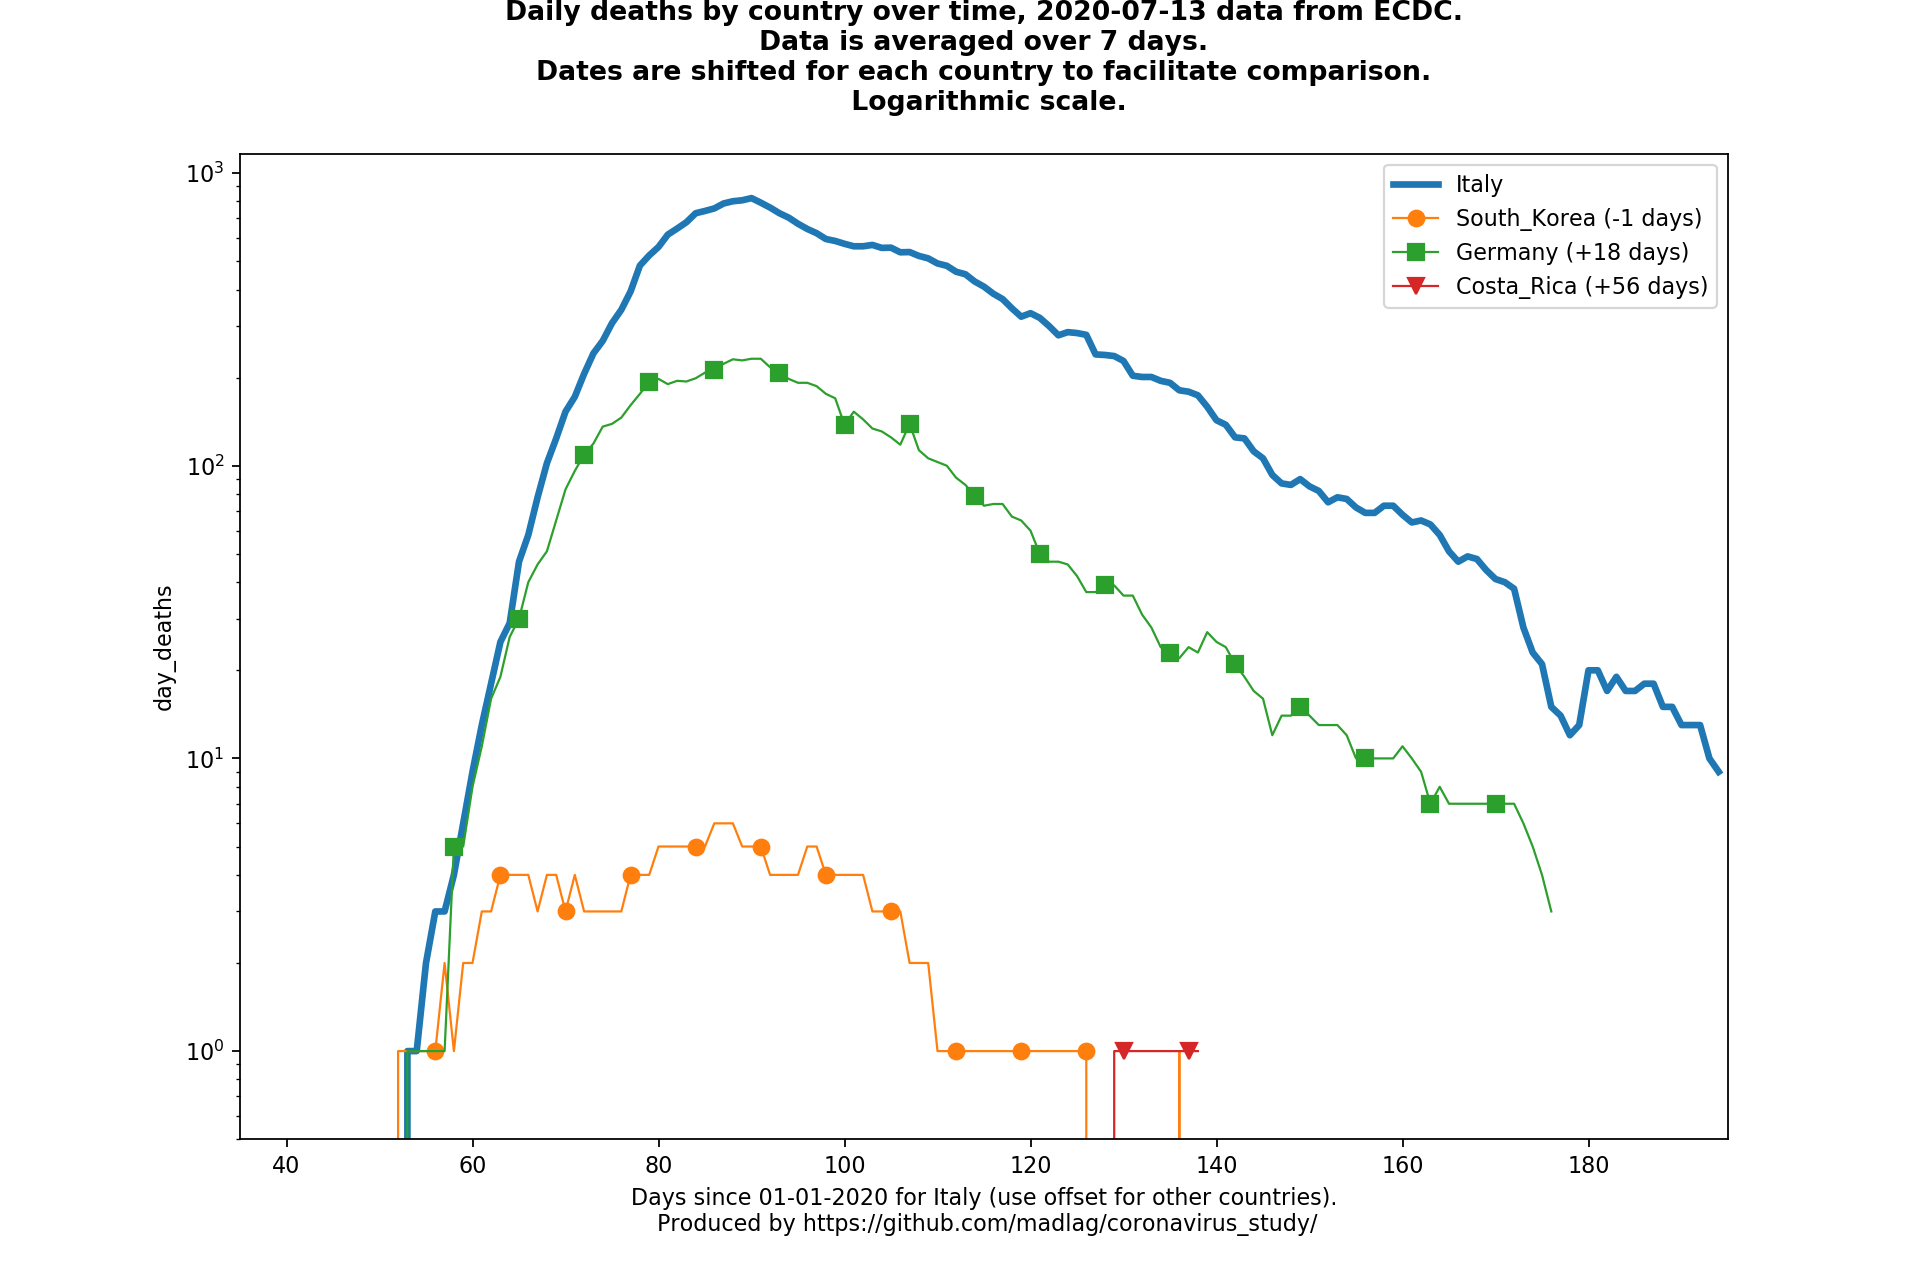 Daily deaths by country over time, 2020-07-13 data from ECDC.
Data is averaged over 7 days.
Dates are shifted for each country to facilitate comparison.
Logarithmic scale.
10³
10²
10¹
10⁰
day_deaths
Italy
South_Korea (-1 days)
Germany (+18 days)
Costa_Rica (+56 days)
40 60 80 100 120 140 160 180
Days since 01-01-2020 for Italy (use offset for other countries).
Produced by https://github.com/madlag/coronavirus_study/